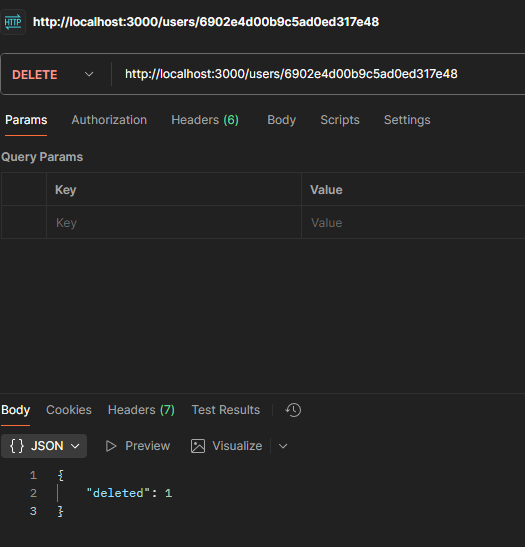 HTTP http://localhost:3000/users/6902e4d00b9c5ad0ed317e48
DELETE http://localhost:3000/users/6902e4d00b9c5ad0ed317e48
Params Authorization Headers (6) Body Scripts Settings
Query Params
Key Value
Key Value
Body Cookies Headers (7) Test Results
{} JSON Preview Visualize
1 {
2 "deleted": 1
3 }